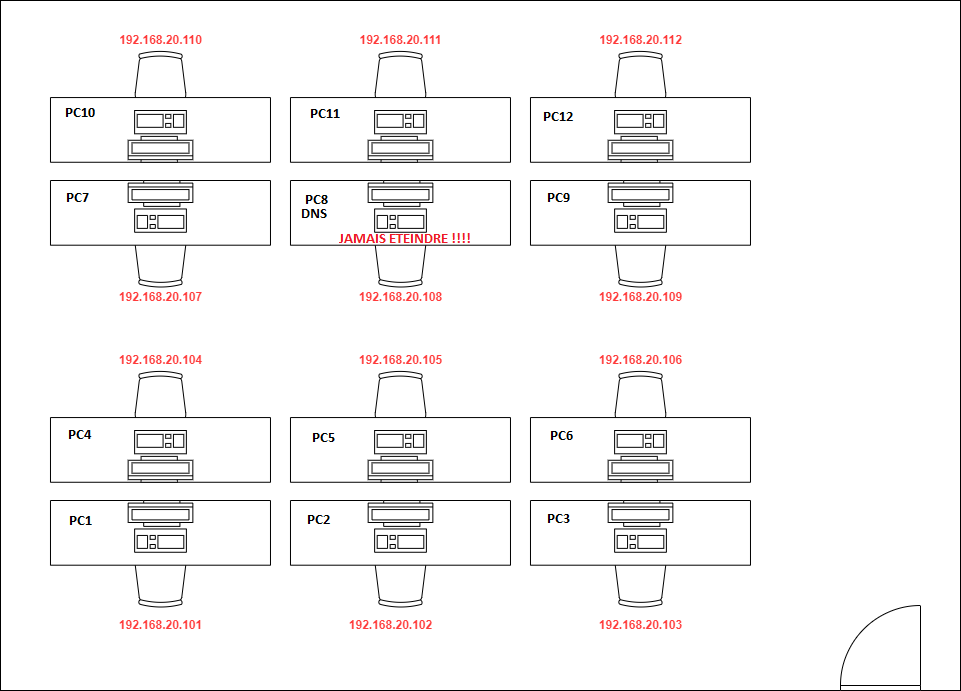 192.168.20.110
192.168.20.111
192.168.20.112
PC10
PC11
PC12
PC7
PC8
DNS
PC9
JAMAIS ETEINDRE !!!!
192.168.20.107
192.168.20.108
192.168.20.109
192.168.20.104
192.168.20.105
192.168.20.106
PC4
PC5
PC6
PC1
PC2
PC3
192.168.20.101
192.168.20.102
192.168.20.103